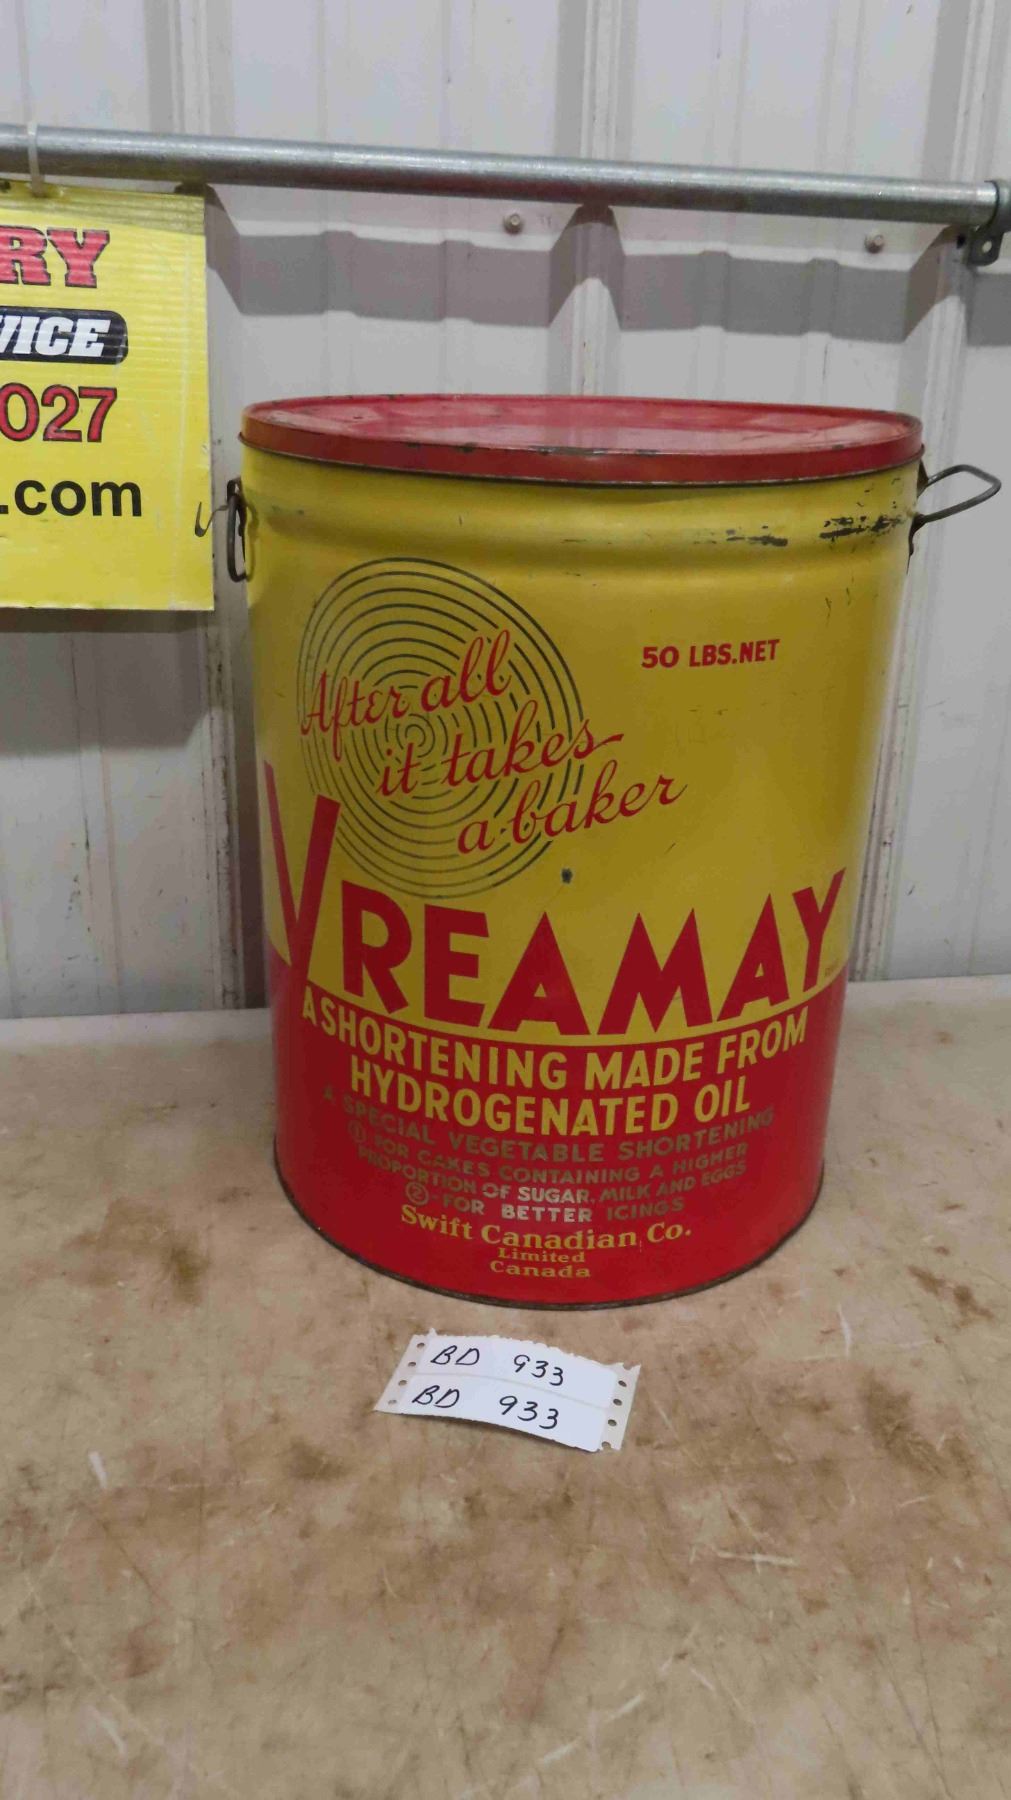 RY
VICE
027
.com
50 LBS.NET
After all
it takes
a baker
VREAMAY
A SHORTENING MADE FROM
HYDROGENATED OIL
A SPECIAL VEGETABLE SHORTENING
① FOR CAKES CONTAINING A HIGHER
PROPORTION OF SUGAR, MILK AND EGGS
②-FOR BETTER ICINGS
Swift Canadian Co.
Limited
Canada
BD 933
BD 933